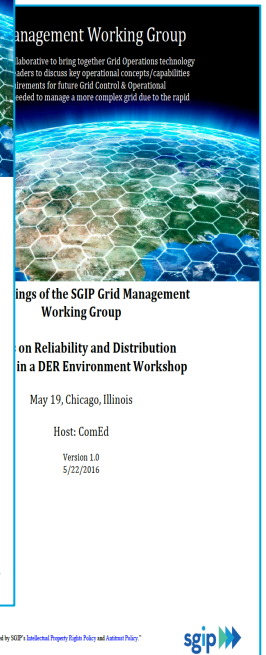 anagement Working Group
laborative to bring together Grid Operations technology
aders to discuss key operational concepts/capabilities
irements for future Grid Control & Operational
eeded to manage a more complex grid due to the rapid
ings of the SGIP Grid Management
Working Group
on Reliability and Distribution
in a DER Environment Workshop
May 19, Chicago, Illinois
Host: ComEd
Version 1.0
5/22/2016
ed by SGIP's Intellectual Property Rights Policy and Antitrust Policy."
sgip